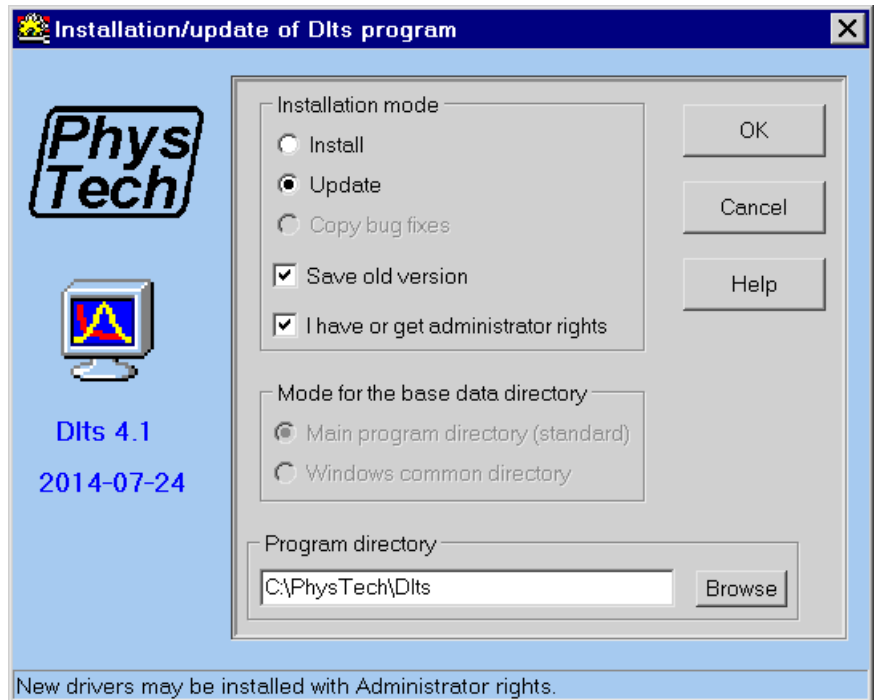 Installation/update of Dlts program
Phys
Tech
Dlts 4.1
2014-07-24
Installation mode
Install
Update
Copy bug fixes
Save old version
I have or get administrator rights
Mode for the base data directory
Main program directory (standard)
Windows common directory
Program directory
C:\PhysTech\Dlts
Browse
OK
Cancel
Help
New drivers may be installed with Administrator rights.